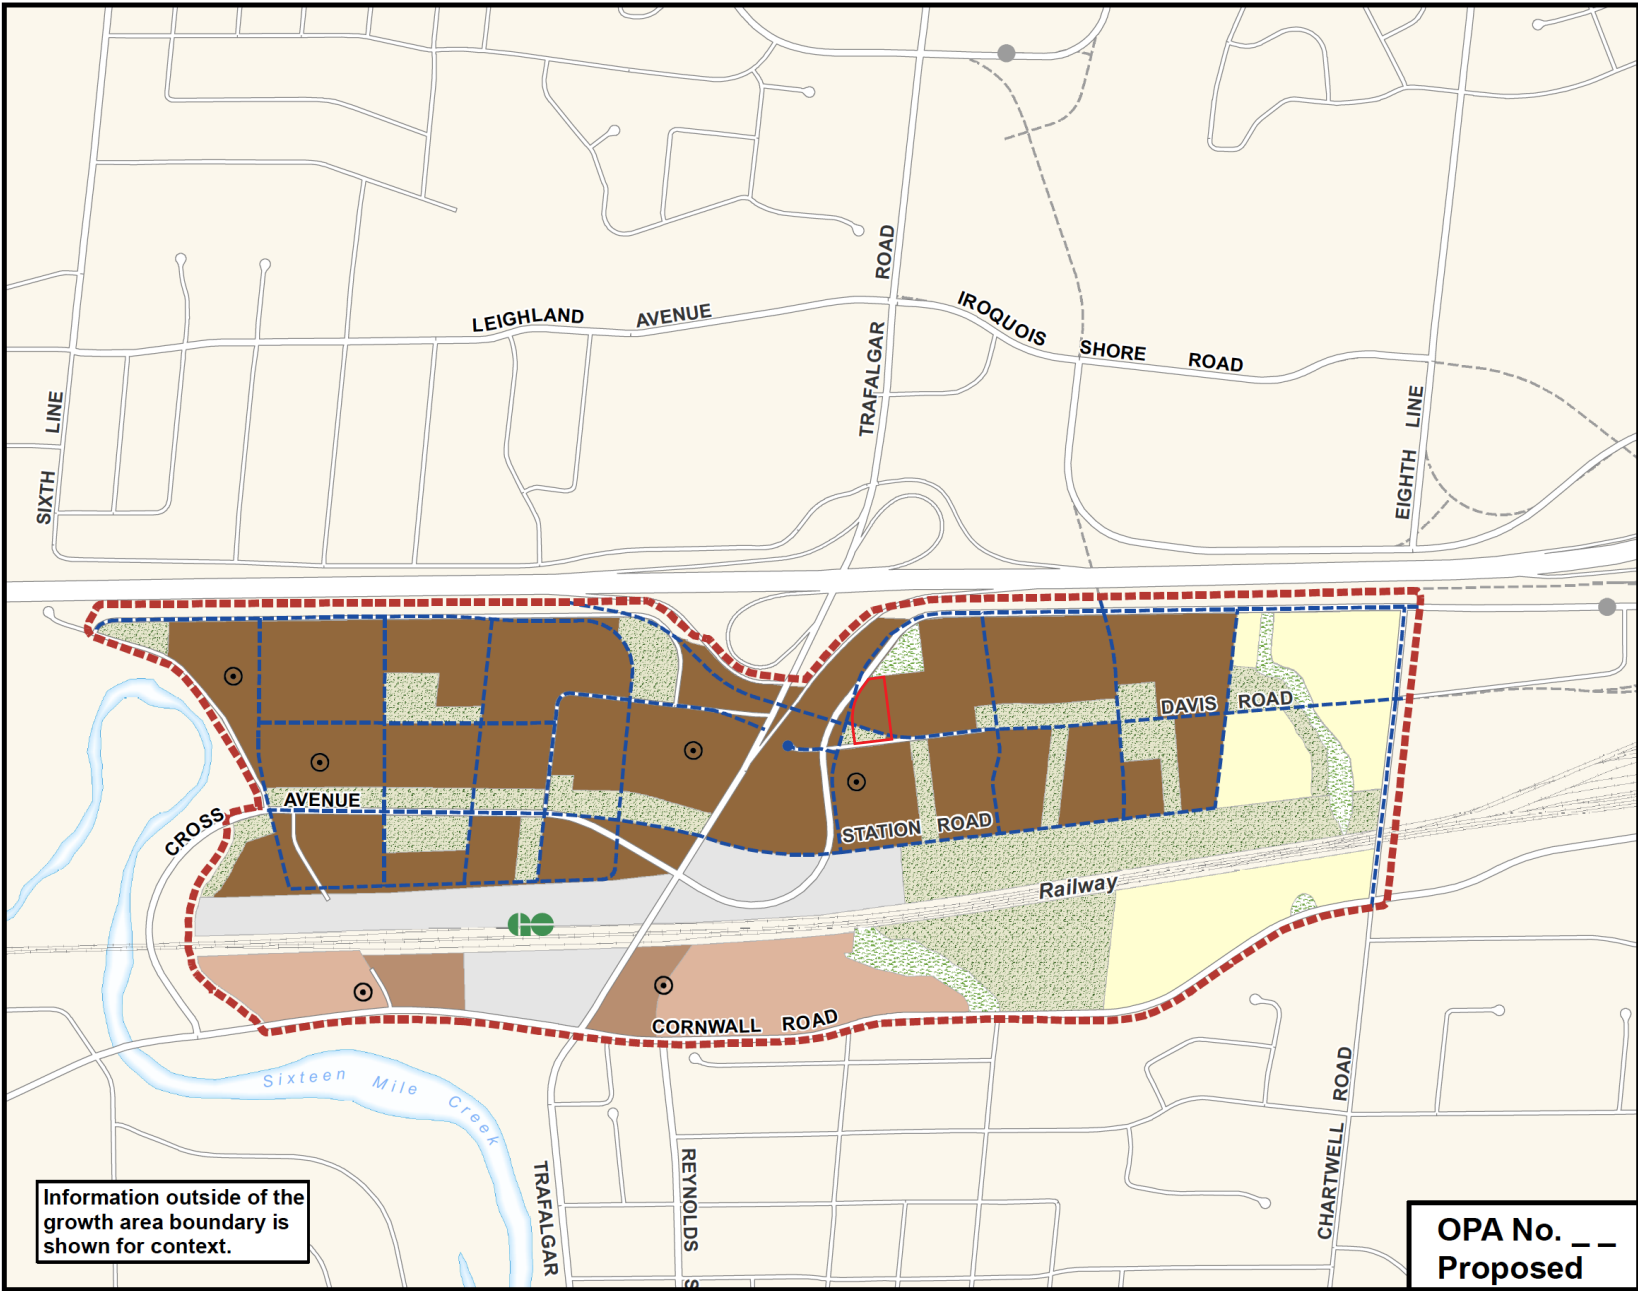 ROAD
TRAFALGAR
LEIGHLAND AVENUE
IROQUOIS SHORE ROAD
SIXTH LINE
EIGHTH LINE
DAVIS ROAD
CROSS AVENUE
STATION ROAD
Railway
CORNWALL ROAD
Sixteen Mile Creek
TRAFALGAR
REYNOLDS S
CHARTWELL ROAD
Information outside of the
growth area boundary is
shown for context.
OPA No. _ _
Proposed